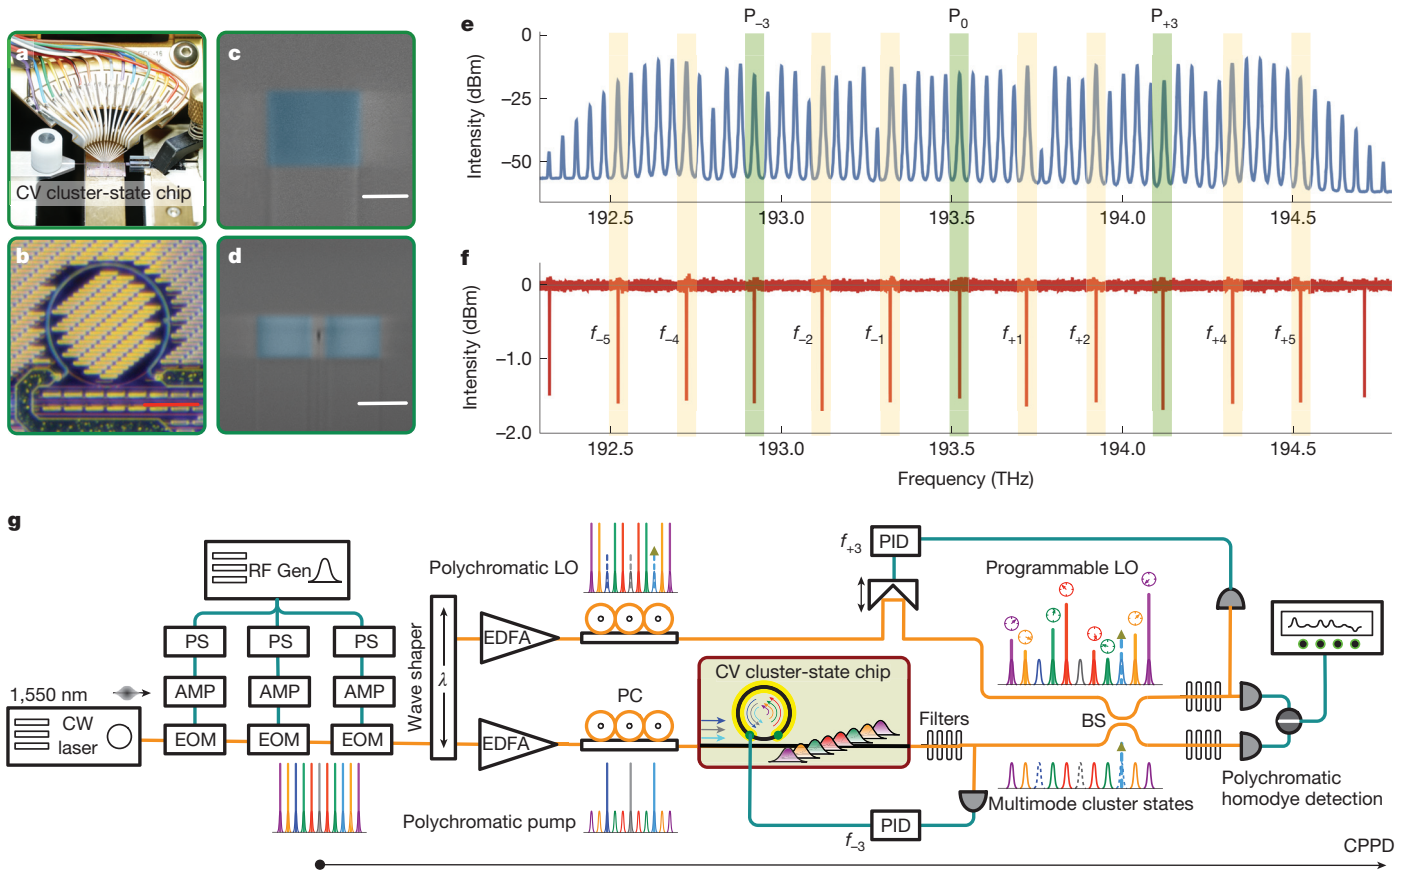 a
CV cluster-state chip
b
c
d
e
P₋₃
P₀
P₊₃
Intensity (dBm)
0
−25
−50
192.5
193.0
193.5
194.0
194.5
f
Intensity (dBm)
0
−1.0
−2.0
f₋₅
f₋₄
f₋₂
f₋₁
f₊₁
f₊₂
f₊₄
f₊₅
192.5
193.0
193.5
194.0
194.5
Frequency (THz)
g
RF Gen
PS
PS
PS
AMP
AMP
AMP
1,550 nm
CW
laser
EOM
EOM
EOM
Wave shaper
λ
Polychromatic LO
EDFA
EDFA
PC
Polychromatic pump
CV cluster-state chip
Filters
f₊₃
PID
Programmable LO
BS
Multimode cluster states
PID
f₋₃
Polychromatic
homodyne detection
CPPD